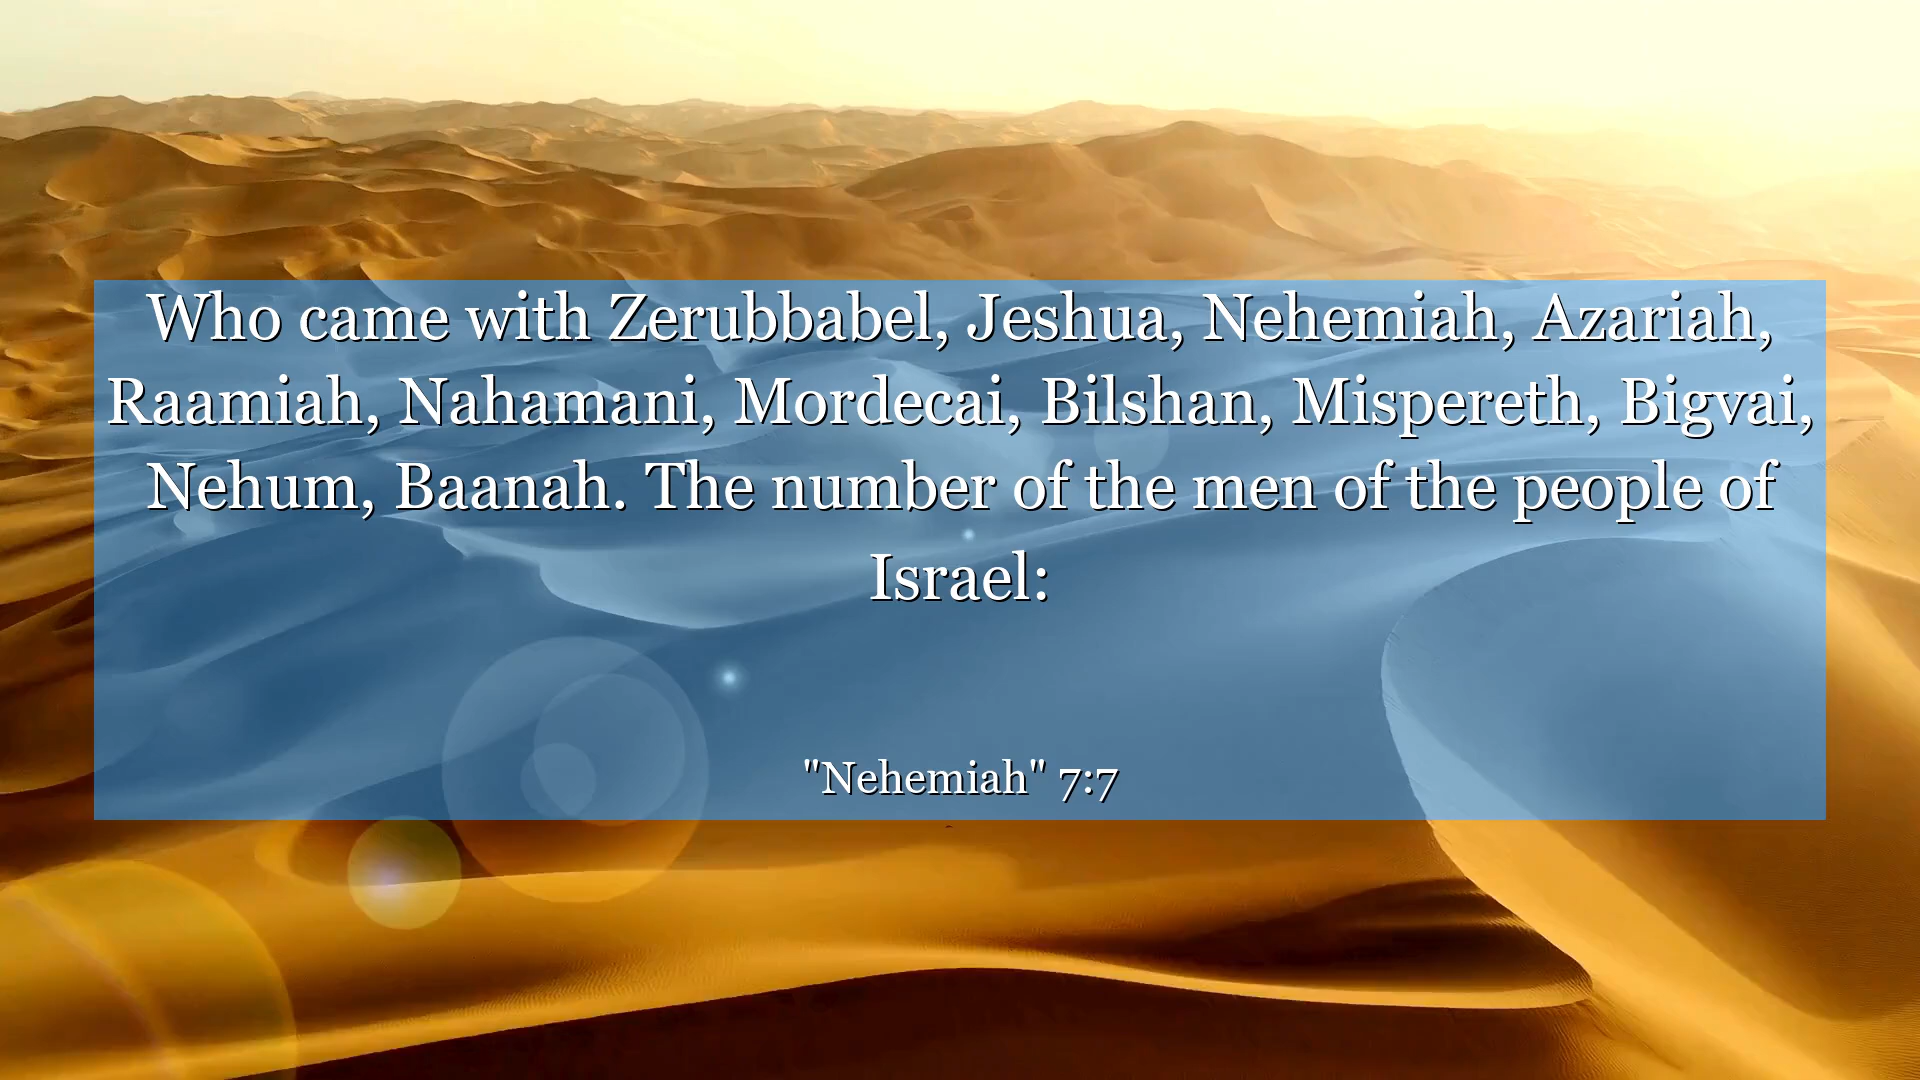 Who came with Zerubbabel, Jeshua, Nehemiah, Azariah,
Raamiah, Nahamani, Mordecai, Bilshan, Mispereth, Bigvai,
Nehum, Baanah. The number of the men of the people of
Israel:
"Nehemiah" 7:7